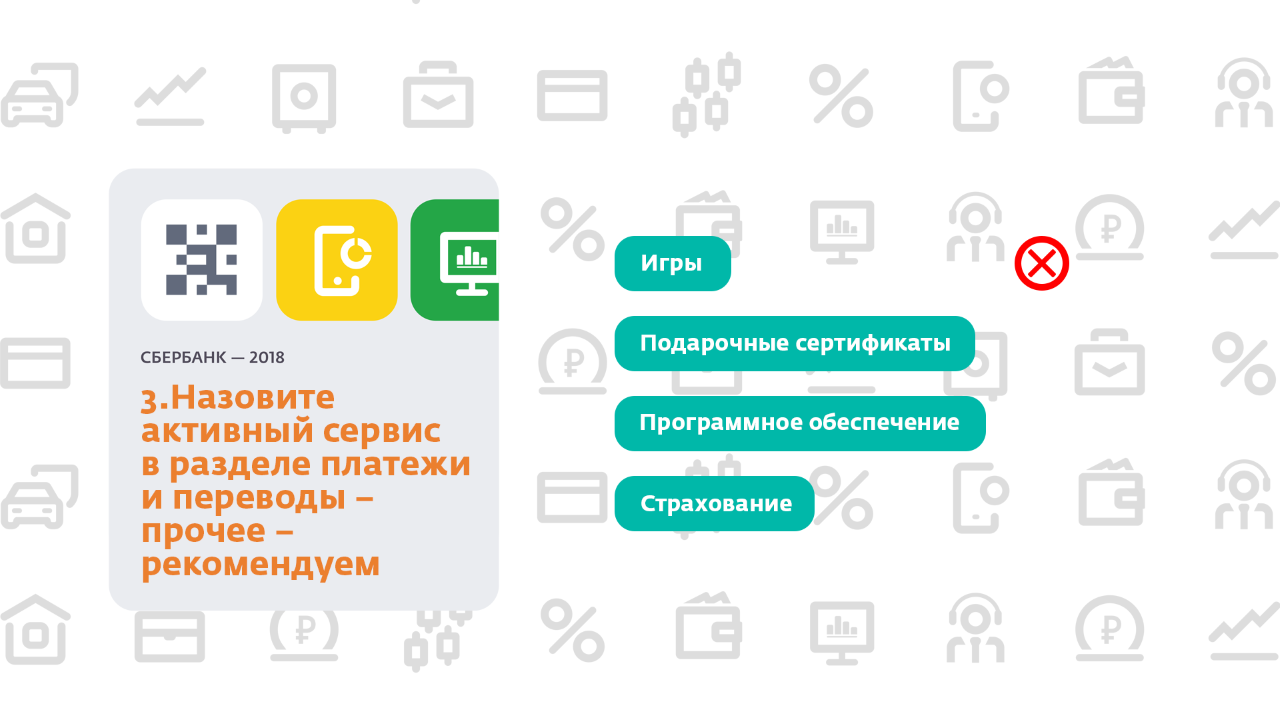 СБЕРБАНК — 2018
3.Назовите
активный сервис
в разделе платежи
и переводы –
прочее –
рекомендуем
Игры
Подарочные сертификаты
Программное обеспечение
Страхование